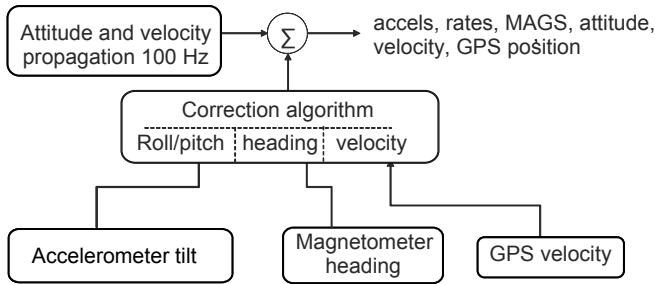 Attitude and velocity
propagation 100 Hz
Σ
accels, rates, MAGS, attitude,
velocity, GPS position
Correction algorithm
Roll/pitch heading velocity
Accelerometer tilt
Magnetometer
heading
GPS velocity